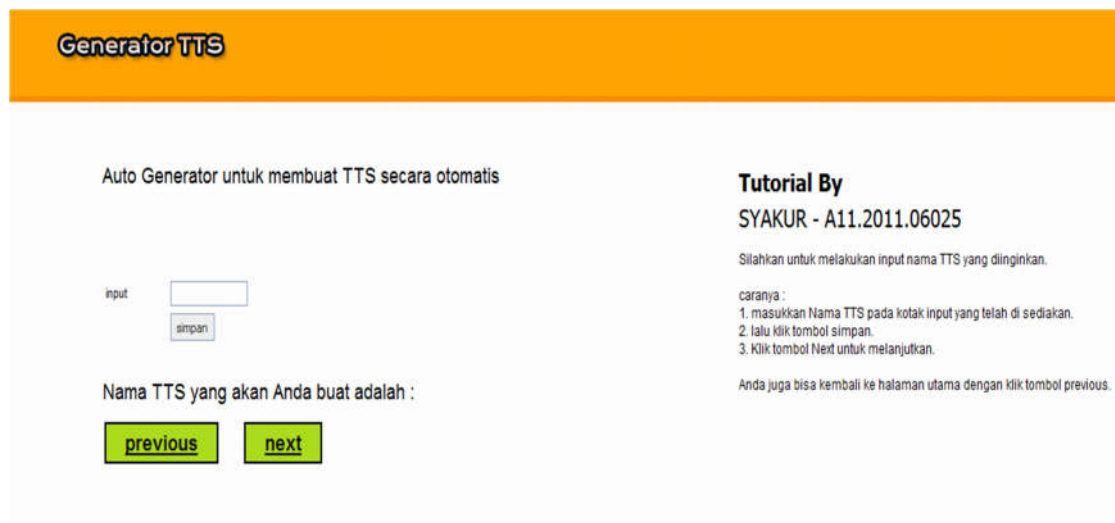 Generator TTS
Auto Generator untuk membuat TTS secara otomatis
input
simpan
Nama TTS yang akan Anda buat adalah :
previous
next
Tutorial By
SYAKUR - A11.2011.06025
Silahkan untuk melakukan input nama TTS yang diinginkan.
caranya :
1. masukkan Nama TTS pada kotak input yang telah di sediakan.
2. lalu klik tombol simpan.
3. Klik tombol Next untuk melanjutkan.
Anda juga bisa kembali ke halaman utama dengan klik tombol previous.